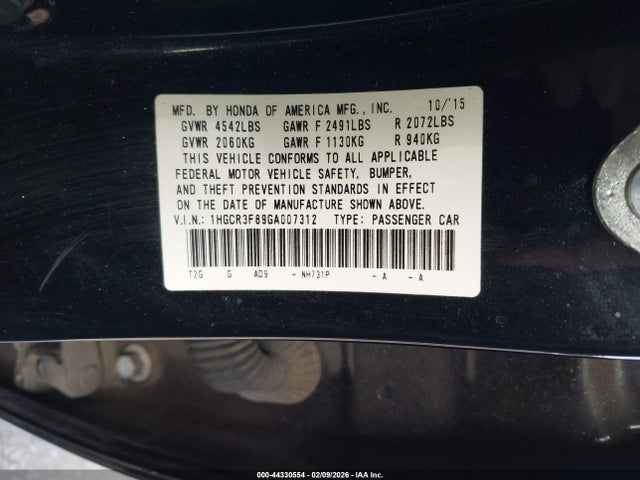 MFD. BY HONDA OF AMERICA MFG., INC. 10/'15
GVWR 4542LBS GAWR F 2491LBS R 2072LBS
GVWR 2060KG GAWR F 1130KG R 940KG
THIS VEHICLE CONFORMS TO ALL APPLICABLE
FEDERAL MOTOR VEHICLE SAFETY, BUMPER,
AND THEFT PREVENTION STANDARDS IN EFFECT
ON THE DATE OF MANUFACTURE SHOWN ABOVE.
V.I.N.: 1HGCR3F89GA007312 TYPE: PASSENGER CAR
T2G G AD9 - NH731P - A - A
000-44330554 | 02/09/2026 | IAA Inc.